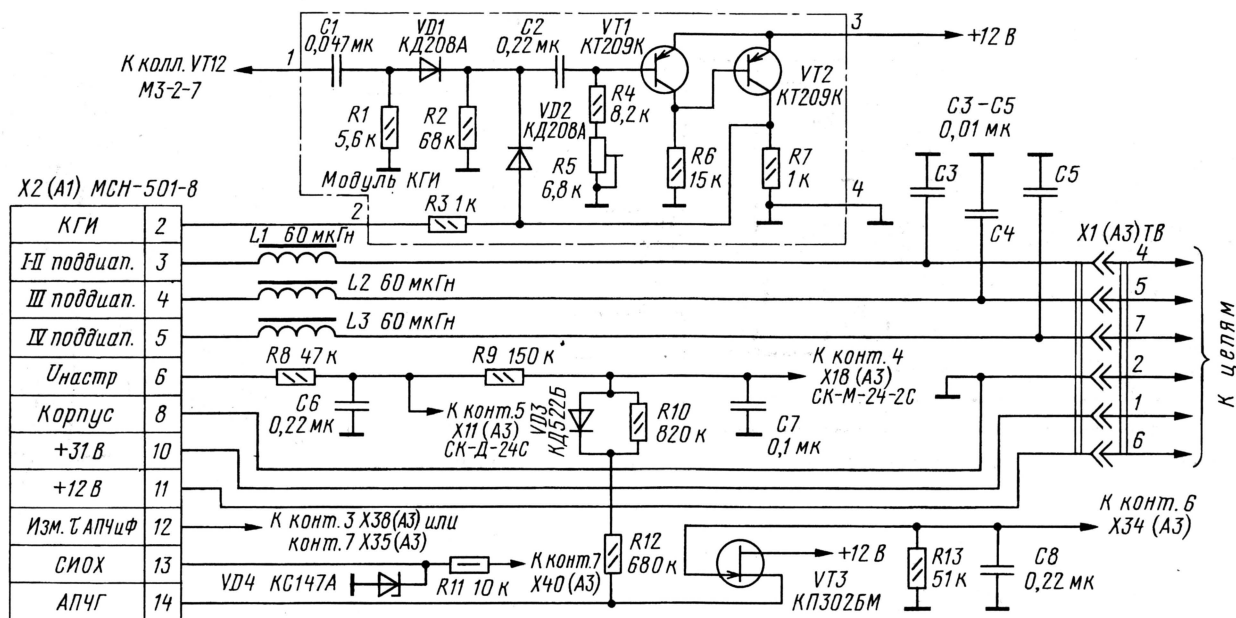 C1
0,047 мк
VD1
КД208А
C2
0,22 мк
VT1
КТ209К
3
+12 В
К колл. VT12
М3-2-7
1
R1
5,6 к
R2
68 к
VD2
КД208А
R4
8,2 к
R5
6,8 к
R6
15 к
VT2
КТ209К
R7
1 к
Модуль КГИ
2
R3 1 к
4
C3 – C5
0,01 мк
C3
C4
C5
X2 (А1) МСН-501-8
КГИ 2
I-II поддиап. 3
III поддиап. 4
IV поддиап. 5
Uнастр 6
Корпус 8
+31 В 10
+12 В 11
Изм. τ АПЧиФ 12
СИОХ 13
АПЧГ 14
L1 60 мкГн
L2 60 мкГн
L3 60 мкГн
X1 (А3) ТВ
4
5
7
2
1
6
К цепям
R8 47 к
R9 150 к
C6
0,22 мк
К конт. 5
X11 (А3)
СК-Д-24С
VD3
КД522Б
R10
820 к
C7
0,1 мк
К конт. 4
X18 (А3)
СК-М-24-2С
К конт. 3 X38 (А3) или
конт. 7 X35 (А3)
VD4 КС147А
R11 10 к
К конт. 7
X40 (А3)
R12
680 к
+12 В
VT3
КП302БМ
R13
51 к
C8
0,22 мк
К конт. 6
X34 (А3)